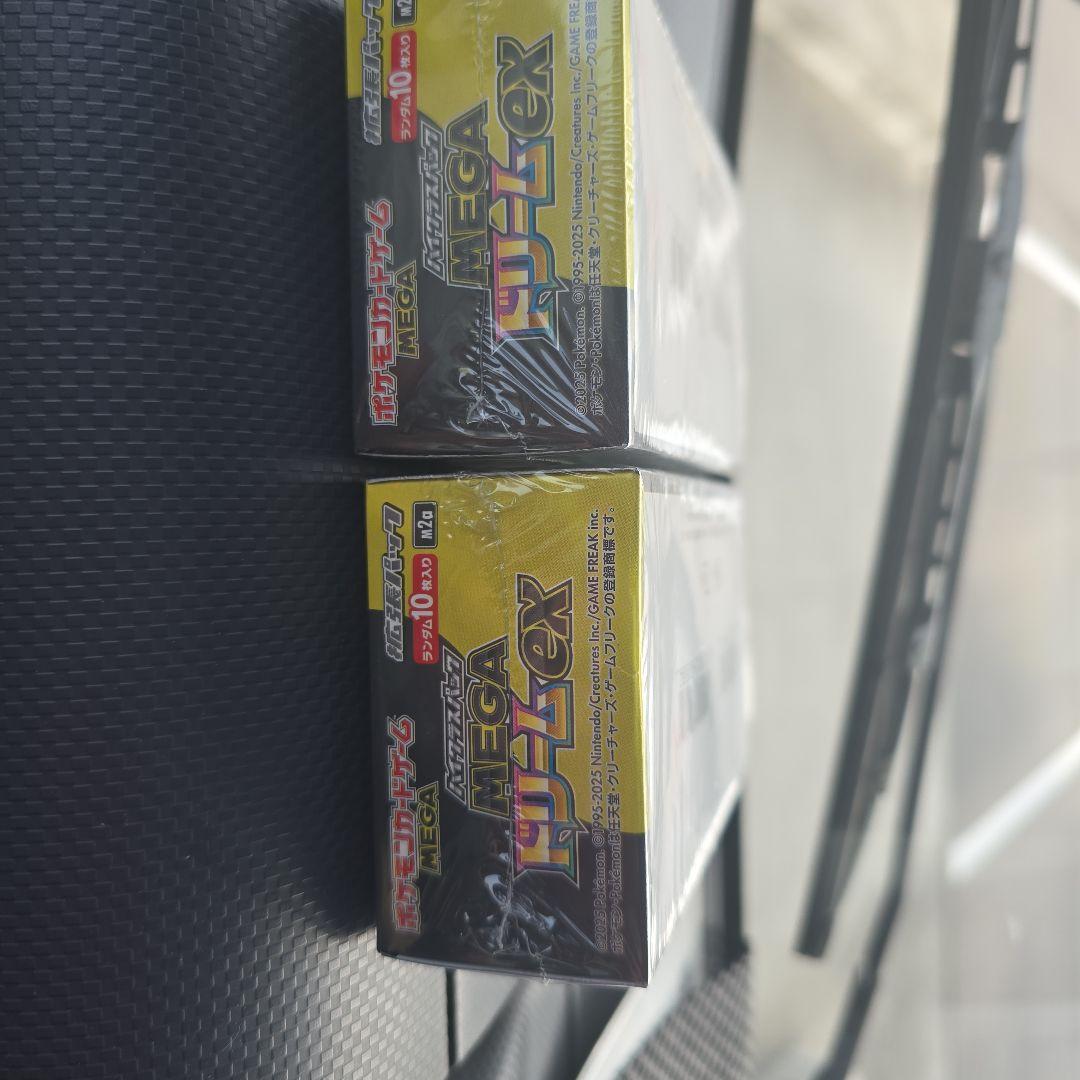 ポケモンカードゲーム
MEGA
拡張パック
ランダム10枚入り
ハイクラスパック
MEGA
ドリームex
©2025 Pokémon. ©1995-2025 Nintendo/Creatures Inc./GAME FREA
ポケモン・Pokémonは任天堂・クリーチャーズ・ゲームフリークの登録商標
ポケモンカードゲーム
MEGA
拡張パック
M2a
ランダム10枚入り
ハイクラスパック
MEGA
ドリームex
©2025 Pokémon. ©1995-2025 Nintendo/Creatures Inc./GAME FREAK inc.
ポケモン・Pokémonは任天堂・クリーチャーズ・ゲームフリークの登録商標です。